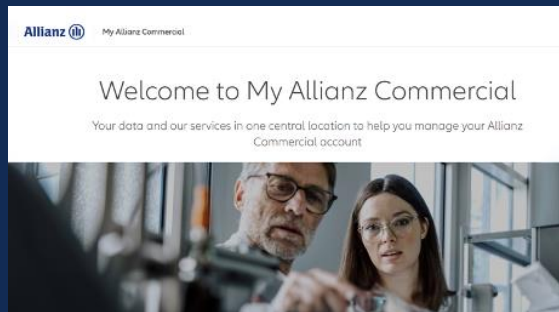 Allianz
My Allianz Commercial
Welcome to My Allianz Commercial
Your data and our services in one central location to help you manage your Allianz
Commercial account